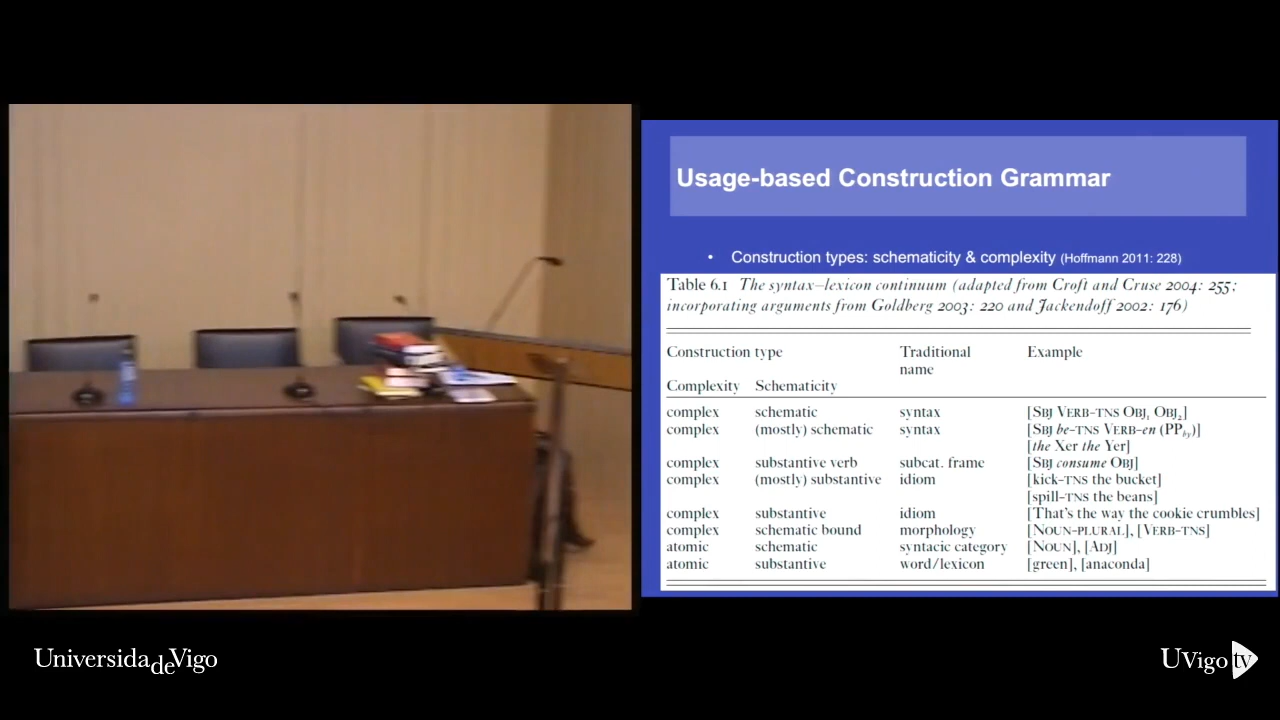 Usage-based Construction Grammar
• Construction types: schematicity & complexity (Hoffmann 2011: 228)
Table 6.1 The syntax–lexicon continuum (adapted from Croft and Cruse 2004: 255;
incorporating arguments from Goldberg 2003: 220 and Jackendoff 2002: 176)
Construction type Traditional name Example
Complexity Schematicity
complex schematic syntax [SBJ VERB-TNS OBJ1 OBJ2]
complex (mostly) schematic syntax [SBJ be-TNS VERB-en (PPby)]
[the Xer the Yer]
complex substantive verb subcat. frame [SBJ consume OBJ]
complex (mostly) substantive idiom [kick-TNS the bucket]
[spill-TNS the beans]
complex substantive idiom [That's the way the cookie crumbles]
complex schematic bound morphology [NOUN-PLURAL], [VERB-TNS]
atomic schematic syntacic category [NOUN], [ADJ]
atomic substantive word/lexicon [green], [anaconda]
UniversidadeVigo
UVigo tv